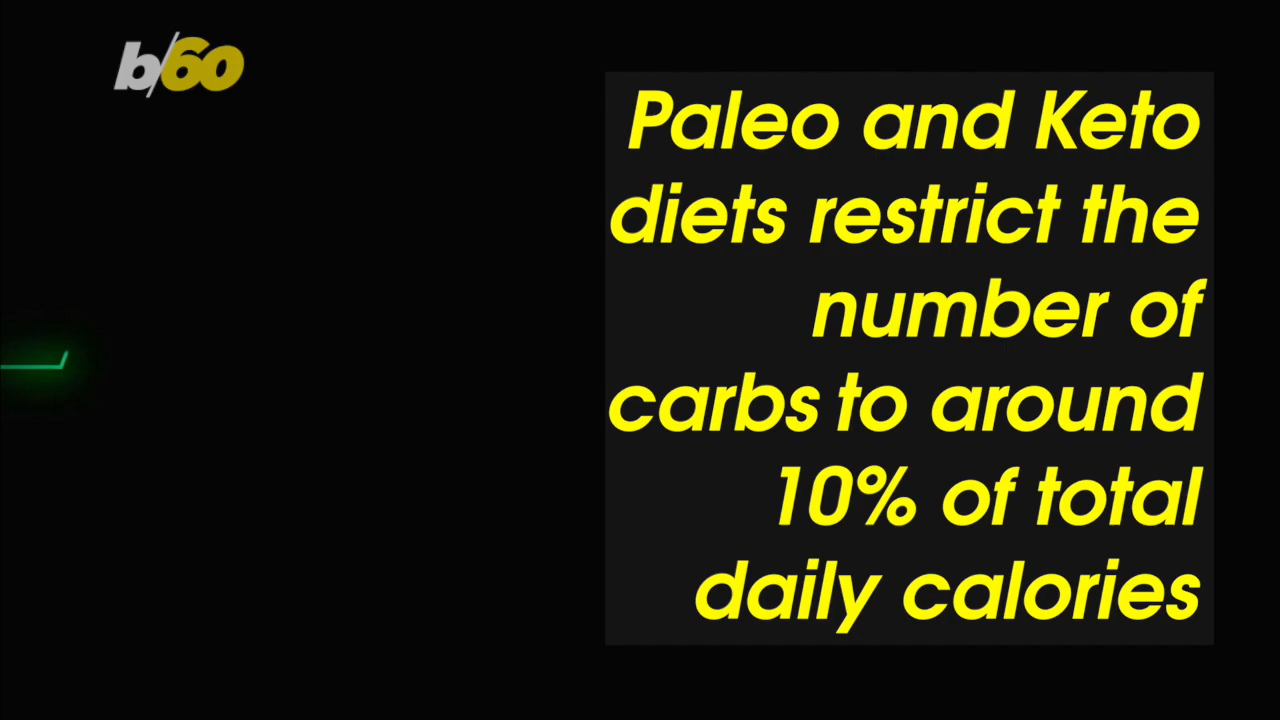 b/60
Paleo and Keto
diets restrict the
number of
carbs to around
10% of total
daily calories